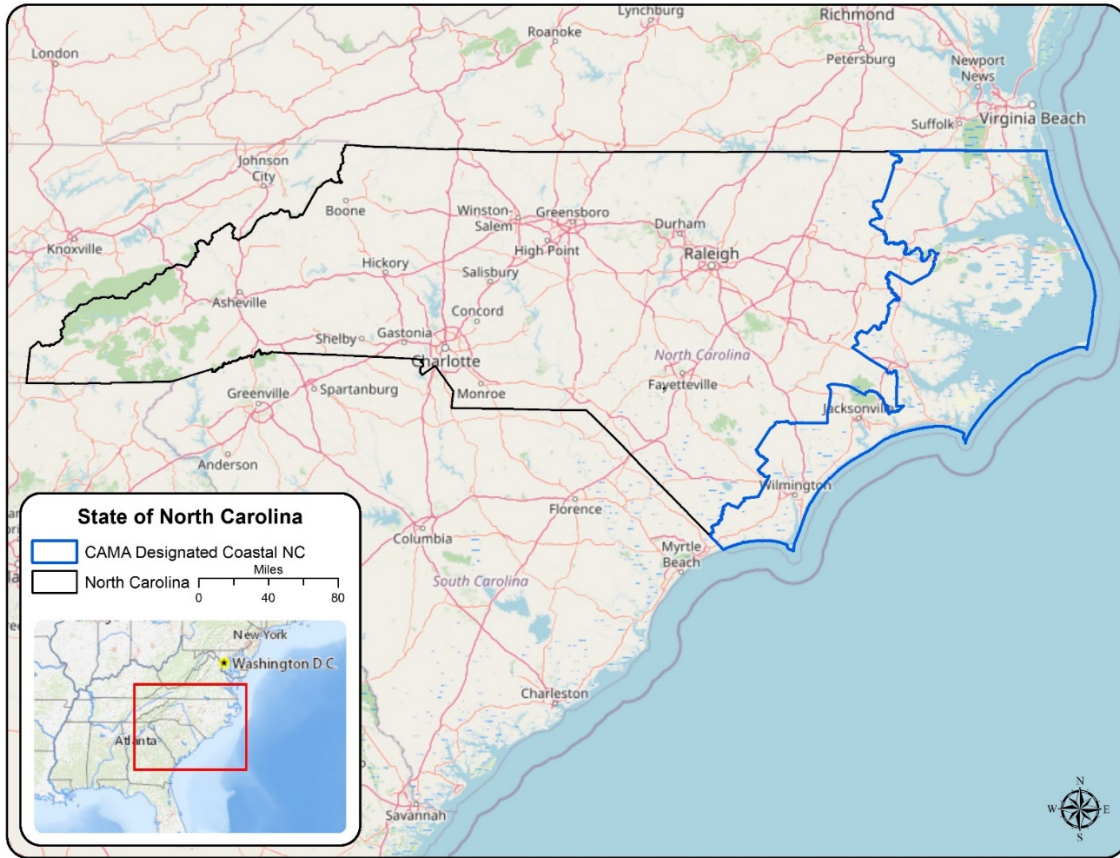 Lynchburg
Richmond
London
Roanoke
Petersburg
Newport
News
Virginia Beach
Suffolk
Johnson
City
Boone
Winston-
Salem
Greensboro
Durham
Knoxville
High Point
Raleigh
Hickory
Salisbury
Asheville
Concord
Shelby
Gastonia
Charlotte
North Carolina
Fayetteville
Greenville
Spartanburg
Monroe
Jacksonville
Anderson
Wilmington
Florence
Columbia
Myrtle
Beach
South Carolina
Charleston
Savannah
State of North Carolina
CAMA Designated Coastal NC
North Carolina
Miles
0 40 80
New York
Washington D.C.
Atlanta
N
W E
S